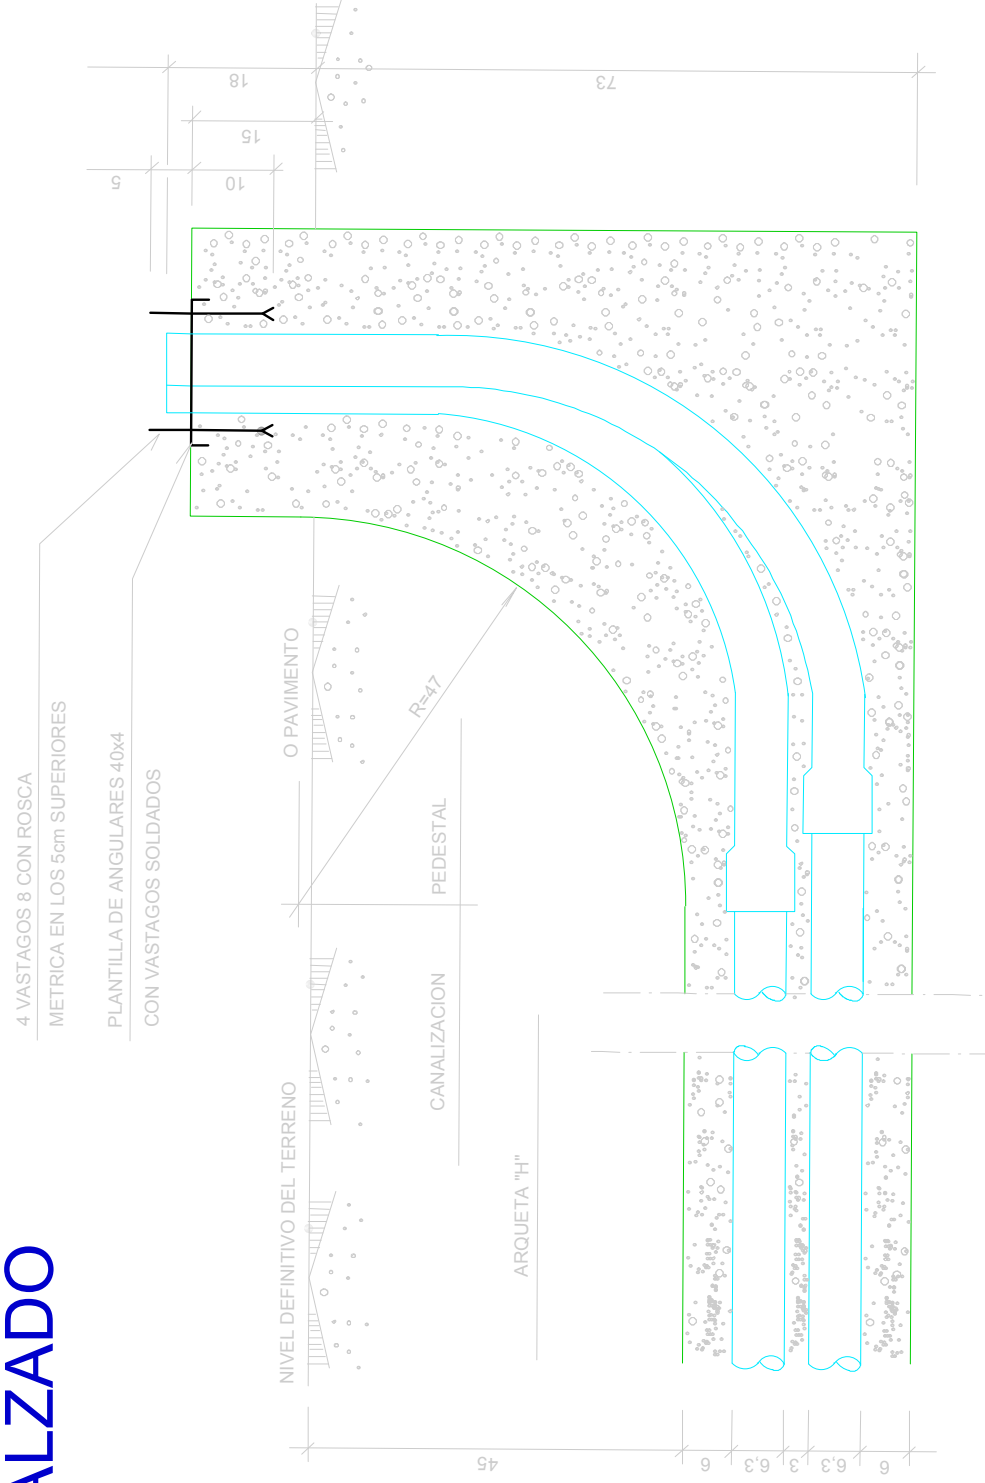 ALZADO
4 VASTAGOS 8 CON ROSCA
METRICA EN LOS 5cm SUPERIORES
PLANTILLA DE ANGULARES 40x4
CON VASTAGOS SOLDADOS
NIVEL DEFINITIVO DEL TERRENO
O PAVIMENTO
R=47
CANALIZACION
PEDESTAL
ARQUETA "H"
5
10
15
18
73
45
6
6,3
3
6,3
6